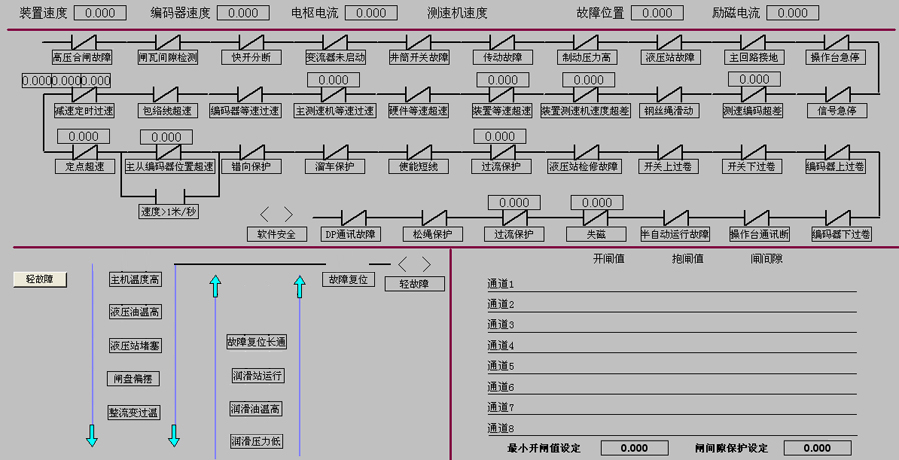 装置速度 0.000 编码器速度 0.000 电枢电流 0.000 测速机速度 故障位置 0.000 励磁电流 0.000
高压合闸故障 闸瓦间隙检测 快开分断 变流器未启动 井筒开关故障 传动故障 制动压力高 液压站故障 主回路接地 操作台急停
0.000 0.000 0.000 0.000 0.000 0.000 0.000
减速定时过速 包络线超速 编码器等速过速 主测速机等速过速 硬件等速超速 装置等速超速 装置测速机速度超差 钢丝绳滑动 测速编码超差 信号急停
0.000 0.000 0.000
定点超速 主从编码器位置超速 错向保护 溜车保护 使能短线 过流保护 液压站检修故障 开关上过卷 开关下过卷 编码器上过卷
速度>1米/秒
0.000 0.000
软件安全 DP通讯故障 松绳保护 过流保护 失磁 半自动运行故障 操作台通讯断 编码器下过卷
轻故障 主机温度高 故障复位 轻故障
液压油温高
液压站堵塞
闸盘偏摆
整流变过温
故障复位长通
润滑站运行
润滑油温高
润滑压力低
开闸值 抱闸值 闸间隙
通道1
通道2
通道3
通道4
通道5
通道6
通道7
通道8
最小开闸值设定 0.000 闸间隙保护设定 0.000